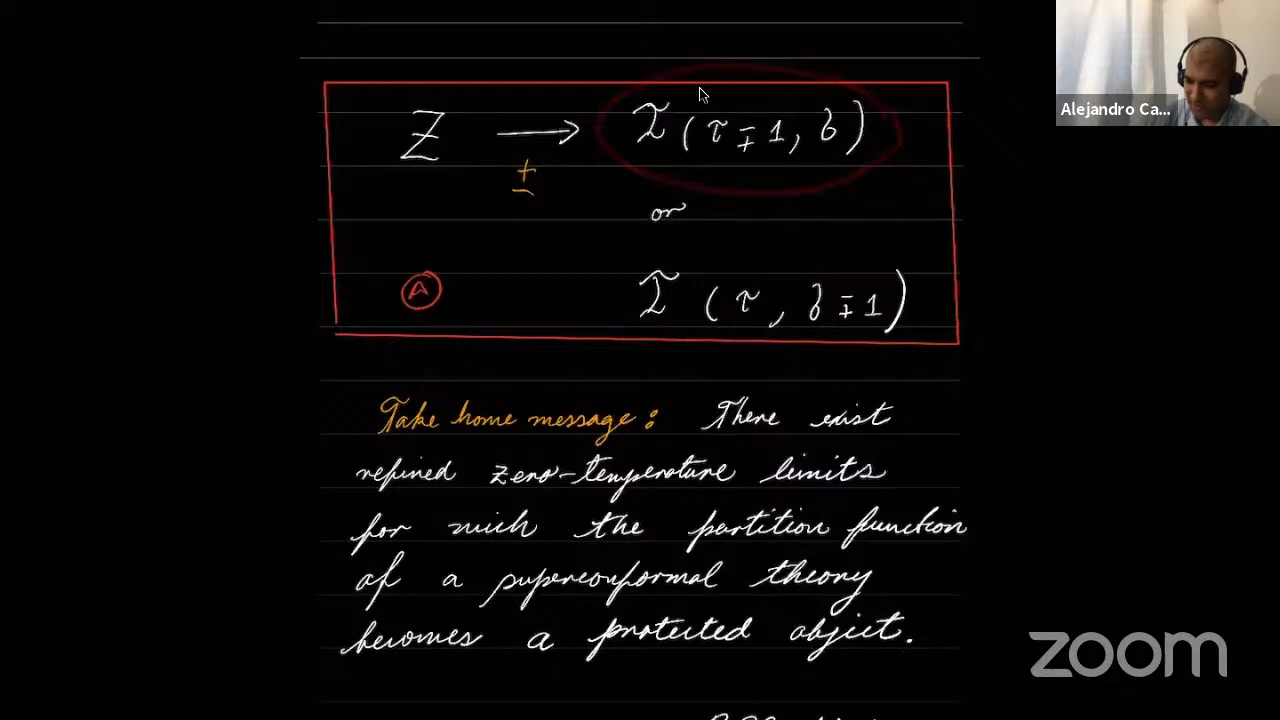 Alejandro Ca...
Z ⟶ I(τ∓1, b)
±
or
A I(τ, b∓1)
Take home message: There exist
refined zero-temperature limits
for wich the partition function
of a superconformal theory
becomes a protected object.
zoom